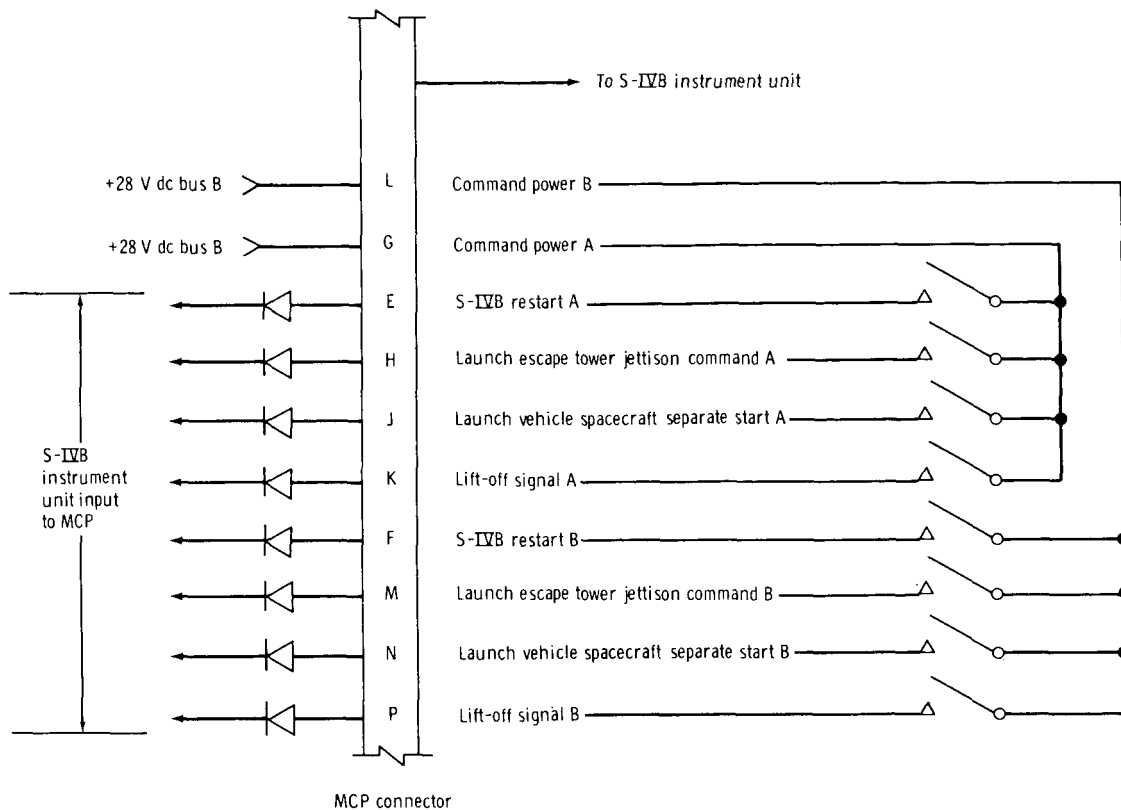 To S-IVB instrument unit
+28 V dc bus B L Command power B
+28 V dc bus B G Command power A
E S-IVB restart A
H Launch escape tower jettison command A
J Launch vehicle spacecraft separate start A
S-IVB
instrument
unit input
to MCP
K Lift-off signal A
F S-IVB restart B
M Launch escape tower jettison command B
N Launch vehicle spacecraft separate start B
P Lift-off signal B
MCP connector